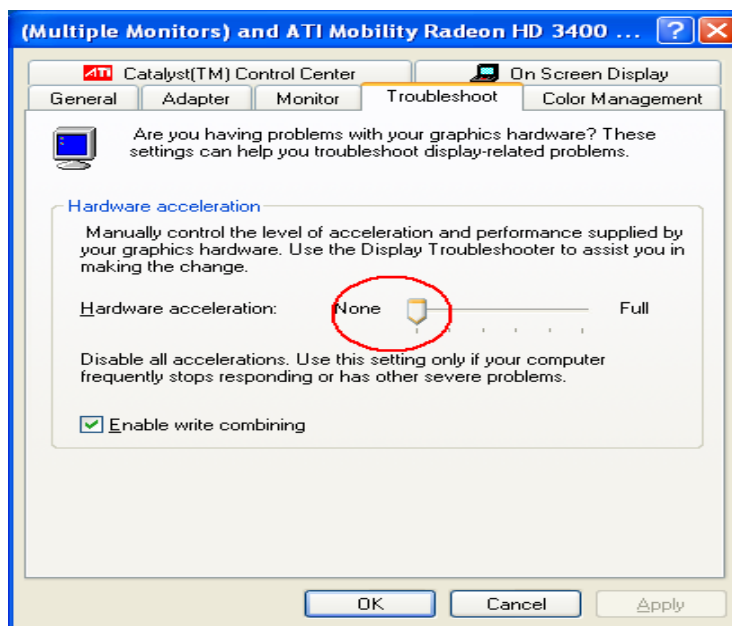 (Multiple Monitors) and ATI Mobility Radeon HD 3400 ...
ATI Catalyst(TM) Control Center
On Screen Display
General
Adapter
Monitor
Troubleshoot
Color Management
Are you having problems with your graphics hardware? These
settings can help you troubleshoot display-related problems.
Hardware acceleration
Manually control the level of acceleration and performance supplied by
your graphics hardware. Use the Display Troubleshooter to assist you in
making the change.
Hardware acceleration:
None
Full
Disable all accelerations. Use this setting only if your computer
frequently stops responding or has other severe problems.
Enable write combining
OK
Cancel
Apply